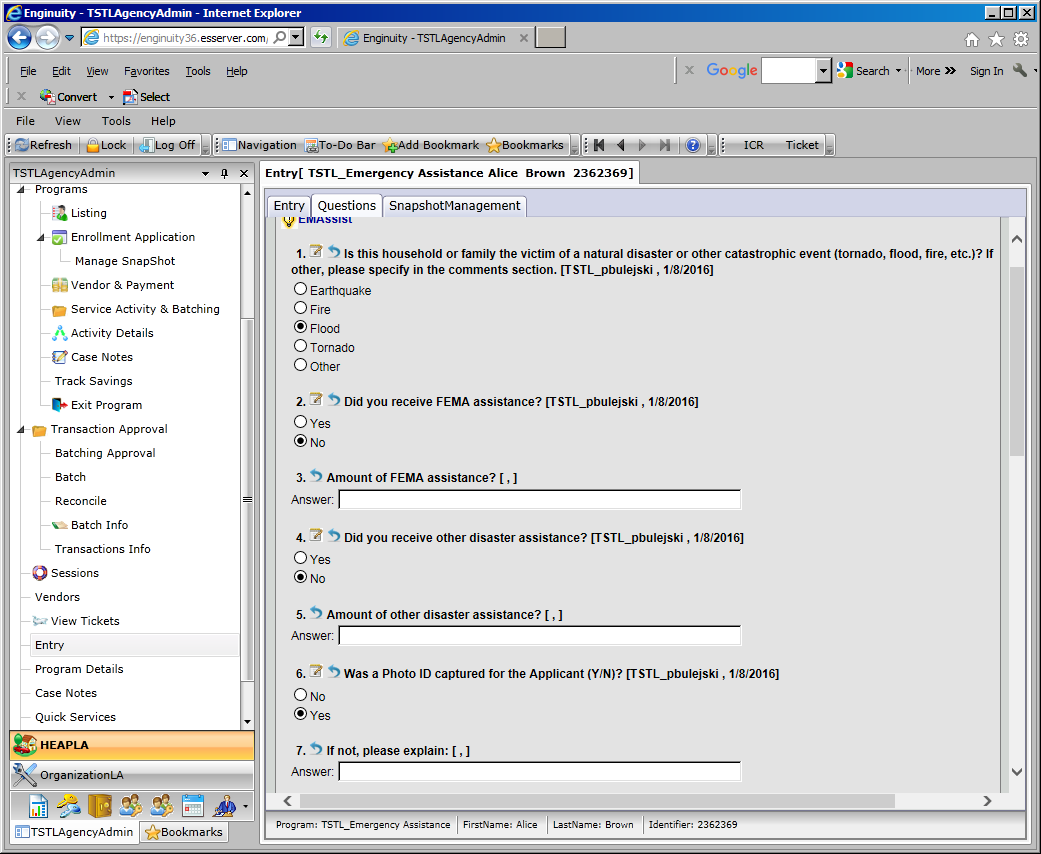 Enginuity - TSTLAgencyAdmin - Internet Explorer
https://enginuity36.esserver.com/
Enginuity - TSTLAgencyAdmin
File Edit View Favorites Tools Help
Google Search More Sign In
Convert Select
File View Tools Help
Refresh Lock Log Off Navigation To-Do Bar Add Bookmark Bookmarks ICR Ticket
TSTLAgencyAdmin
Programs
Listing
Enrollment Application
Manage SnapShot
Vendor & Payment
Service Activity & Batching
Activity Details
Case Notes
Track Savings
Exit Program
Transaction Approval
Batching Approval
Batch
Reconcile
Batch Info
Transactions Info
Sessions
Vendors
View Tickets
Entry
Program Details
Case Notes
Quick Services
HEAPLA
OrganizationLA
TSTLAgencyAdmin Bookmarks
Entry[ TSTL_Emergency Assistance Alice Brown 2362369]
Entry Questions SnapshotManagement
EMAssist
1. Is this household or family the victim of a natural disaster or other catastrophic event (tornado, flood, fire, etc.)? If
other, please specify in the comments section. [TSTL_pbulejski , 1/8/2016]
Earthquake
Fire
Flood
Tornado
Other
2. Did you receive FEMA assistance? [TSTL_pbulejski , 1/8/2016]
Yes
No
3. Amount of FEMA assistance? [ , ]
Answer:
4. Did you receive other disaster assistance? [TSTL_pbulejski , 1/8/2016]
Yes
No
5. Amount of other disaster assistance? [ , ]
Answer:
6. Was a Photo ID captured for the Applicant (Y/N)? [TSTL_pbulejski , 1/8/2016]
No
Yes
7. If not, please explain: [ , ]
Answer:
Program: TSTL_Emergency Assistance FirstName: Alice LastName: Brown Identifier: 2362369